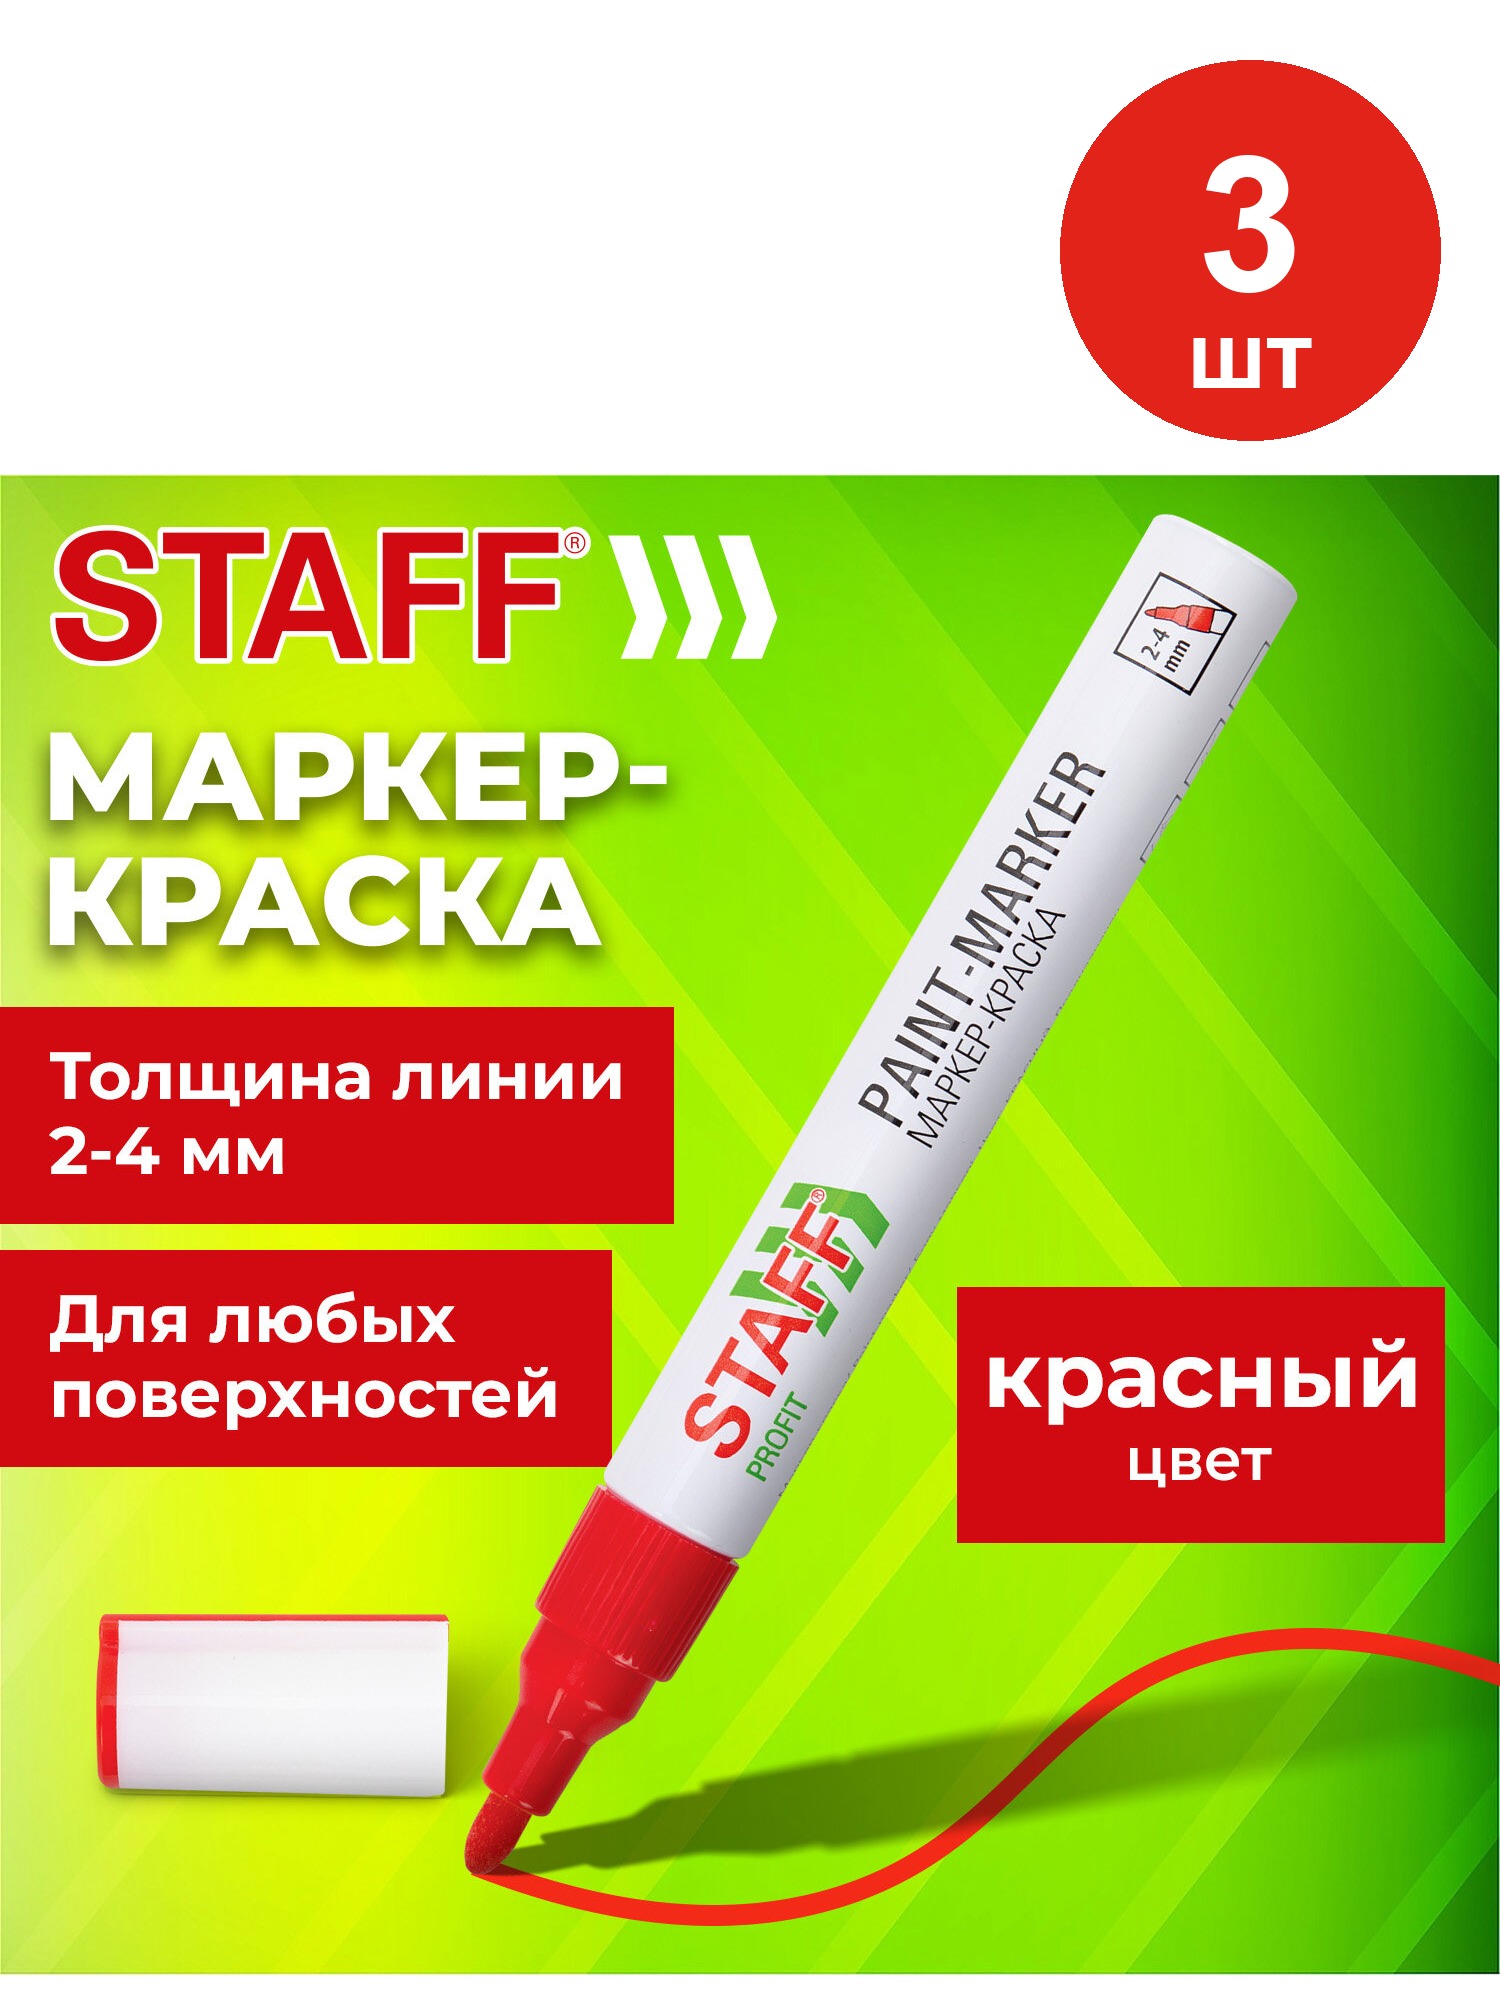 3
шт
STAFF®
МАРКЕР-
КРАСКА
Толщина линии
2-4 мм
Для любых
поверхностей
красный
цвет
2-4
mm
PAINT-MARKER
МАРКЕР-КРАСКА
STAFF®
PROFIT